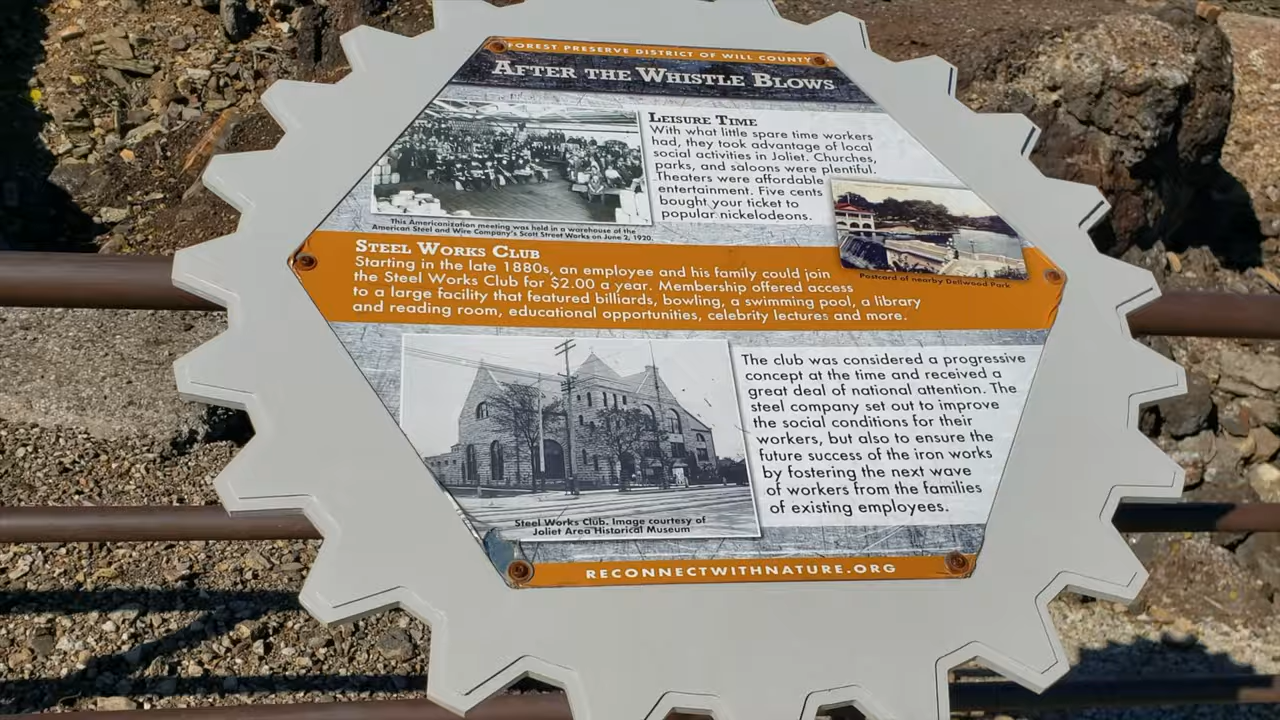 FOREST PRESERVE DISTRICT OF WILL COUNTY
AFTER THE WHISTLE BLOWS
LEISURE TIME
With what little spare time workers
had, they took advantage of local
social activities in Joliet. Churches,
parks, and saloons were plentiful.
Theaters were affordable
entertainment. Five cents
bought your ticket to
popular nickelodeons.
This Americanization meeting was held in a warehouse of the
American Steel and Wire Company's Scott Street Works on June 2, 1920.
Postcard of nearby Dellwood Park
STEEL WORKS CLUB
Starting in the late 1880s, an employee and his family could join
the Steel Works Club for $2.00 a year. Membership offered access
to a large facility that featured billiards, bowling, a swimming pool, a library
and reading room, educational opportunities, celebrity lectures and more.
The club was considered a progressive
concept at the time and received a
great deal of national attention. The
steel company set out to improve
the social conditions for their
workers, but also to ensure the
future success of the iron works
by fostering the next wave
of workers from the families
of existing employees.
Steel Works Club. Image courtesy of
Joliet Area Historical Museum
RECONNECTWITHNATURE.ORG